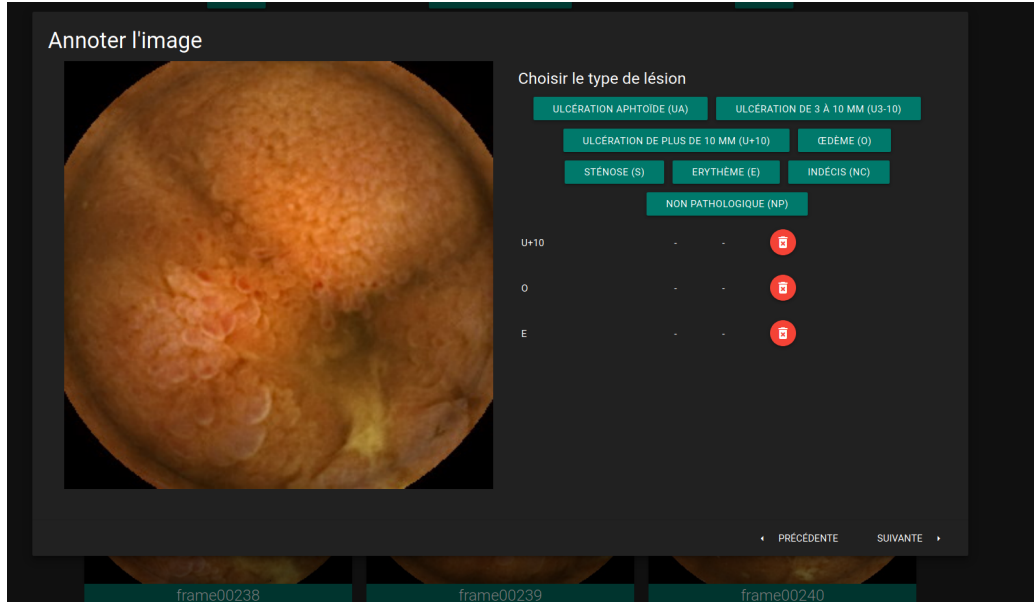 Annoter l'image
Choisir le type de lésion
ULCÉRATION APHTOÏDE (UA)
ULCÉRATION DE 3 À 10 MM (U3-10)
ULCÉRATION DE PLUS DE 10 MM (U+10)
ŒDÈME (O)
STÉNOSE (S)
ERYTHÈME (E)
INDÉCIS (NC)
NON PATHOLOGIQUE (NP)
U+10 - -
O - -
E - -
PRÉCÉDENTE
SUIVANTE
frame00238
frame00239
frame00240